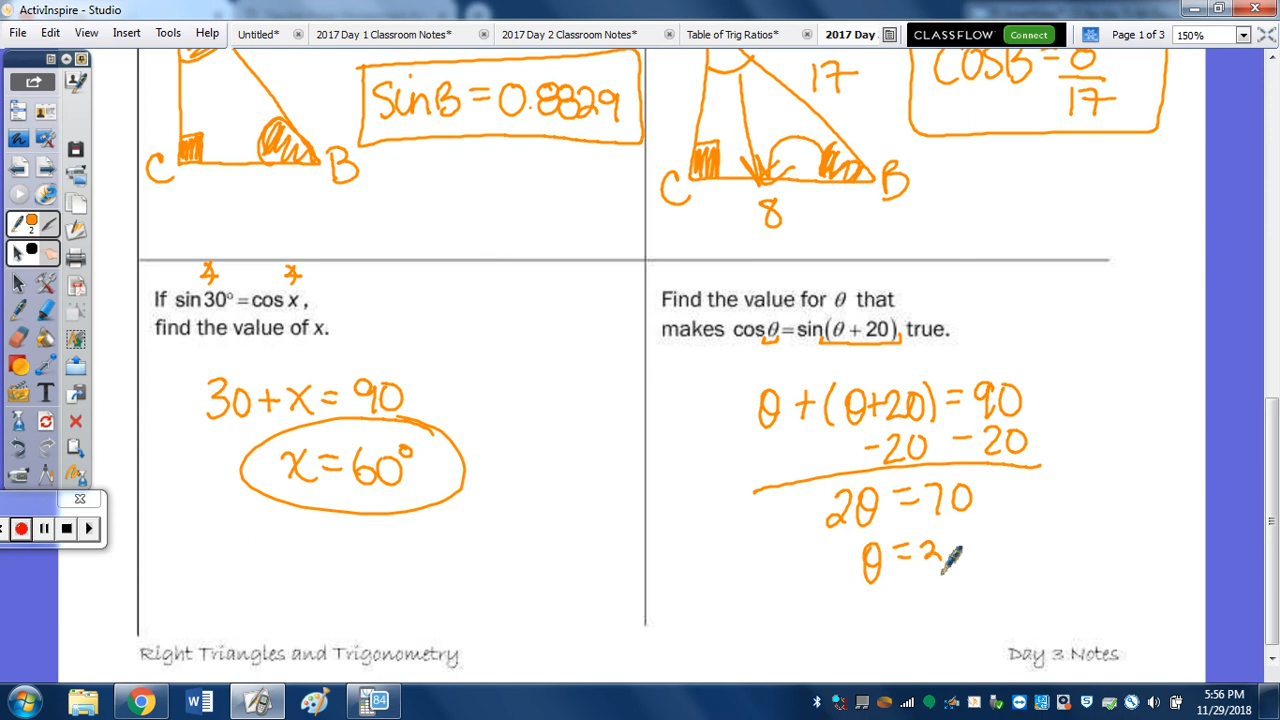 ActivInspire - Studio
File Edit View Insert Tools Help Untitled* 2017 Day 1 Classroom Notes* 2017 Day 2 Classroom Notes* Table of Trig Ratios* 2017 Day CLASSFLOW Connect Page 1 of 3 150%
sinB = 0.8829
C B
17
8
C B
17
If sin 30° = cos x,
find the value of x.
30 + x = 90
x = 60°
Find the value for θ that
makes cosθ = sin(θ + 20), true.
θ + (θ+20) = 90
-20 -20
2θ = 70
θ =
Right Triangles and Trigonometry
Day 3 Notes
2
T
84
5:56 PM
11/29/2018